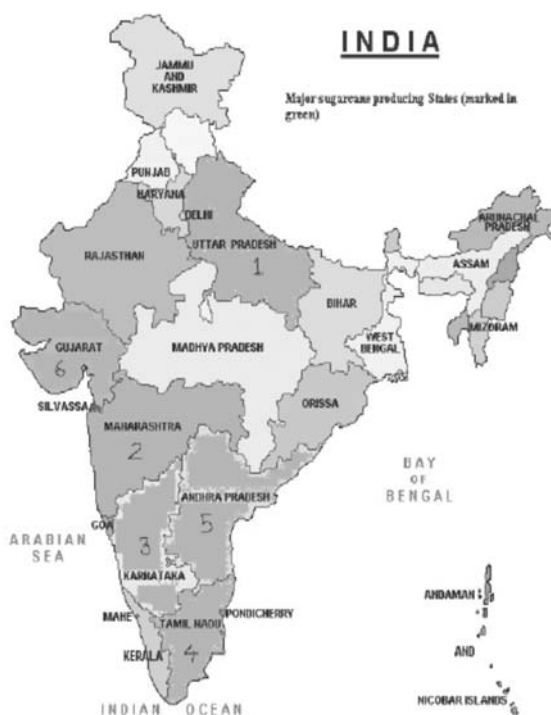 INDIA
Major sugarcane producing States (marked in
green)
JAMMU
AND
KASHMIR
PUNJAB
HARYANA
DELHI
UTTAR PRADESH
1
RAJASTHAN
ARUNACHAL
PRADESH
ASSAM
BIHAR
MIZORAM
WEST
BENGAL
GUJARAT
6
MADHYA PRADESH
SILVASSA
ORISSA
MAHARASHTRA
2
BAY
OF
BENGAL
ANDHRA PRADESH
5
GOA
ARABIAN
SEA
3
KARNATAKA
ANDAMAN
MAHE
PONDICHERRY
TAMIL NADU
4
KERALA
AND
NICOBAR ISLANDS
INDIAN OCEAN